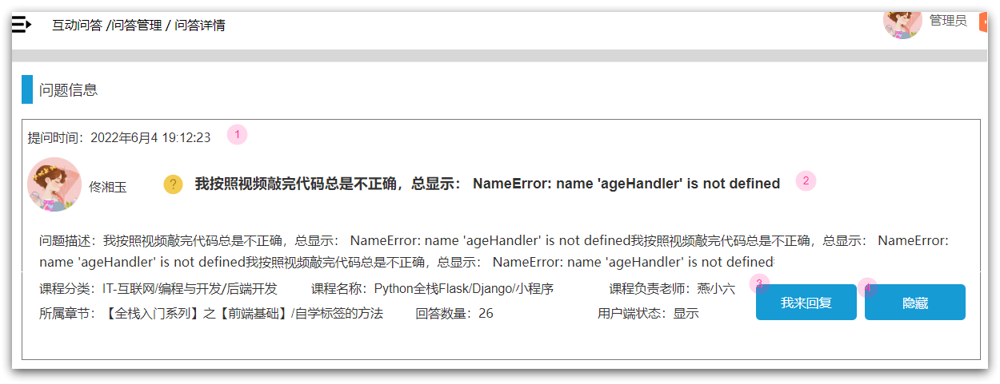 互动问答 /问答管理 / 问答详情
管理员
问题信息
提问时间：2022年6月4 19:12:23
1
佟湘玉
?
我按照视频敲完代码总是不正确，总显示： NameError: name 'ageHandler' is not defined
2
问题描述：我按照视频敲完代码总是不正确，总显示： NameError: name 'ageHandler' is not defined我按照视频敲完代码总是不正确，总显示： NameError:
name 'ageHandler' is not defined我按照视频敲完代码总是不正确，总显示： NameError: name 'ageHandler' is not defined
课程分类：IT-互联网/编程与开发/后端开发
课程名称：Python全栈Flask/Django/小程序
课程负责老师：燕小六
3
我来回复
4
隐藏
所属章节：【全栈入门系列】之【前端基础】/自学标签的方法
回答数量：26
用户端状态：显示